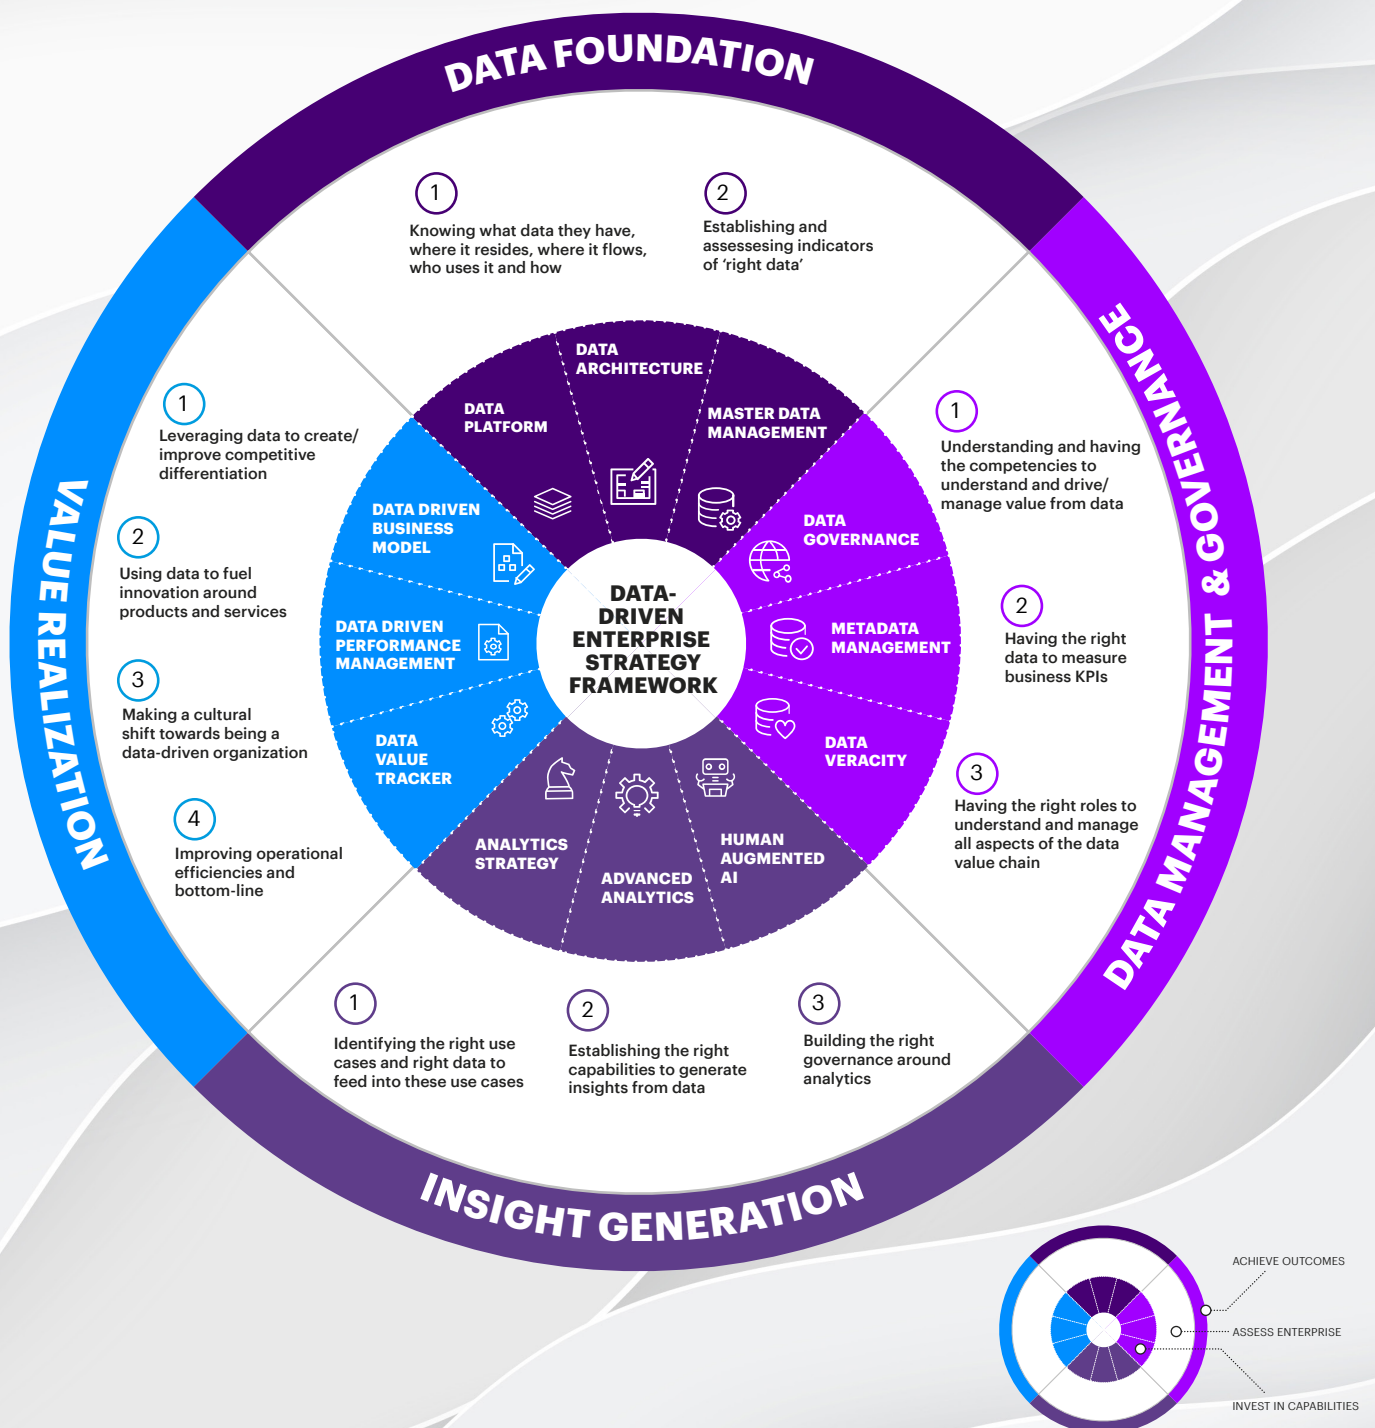 DATA FOUNDATION
1
Knowing what data they have,
where it resides, where it flows,
who uses it and how
2
Establishing and
assessesing indicators
of ‘right data’
DATA MANAGEMENT & GOVERNANCE
1
Understanding and having
the competencies to
understand and drive/
manage value from data
2
Having the right
data to measure
business KPIs
3
Having the right roles to
understand and manage
all aspects of the data
value chain
INSIGHT GENERATION
1
Identifying the right use
cases and right data to
feed into these use cases
2
Establishing the right
capabilities to generate
insights from data
3
Building the right
governance around
analytics
VALUE REALIZATION
1
Leveraging data to create/
improve competitive
differentiation
2
Using data to fuel
innovation around
products and services
3
Making a cultural
shift towards being a
data-driven organization
4
Improving operational
efficiencies and
bottom-line
DATA
PLATFORM
DATA
ARCHITECTURE
MASTER DATA
MANAGEMENT
DATA
GOVERNANCE
METADATA
MANAGEMENT
DATA
VERACITY
HUMAN
AUGMENTED
AI
ADVANCED
ANALYTICS
ANALYTICS
STRATEGY
DATA
VALUE
TRACKER
DATA DRIVEN
PERFORMANCE
MANAGEMENT
DATA DRIVEN
BUSINESS
MODEL
DATA-
DRIVEN
ENTERPRISE
STRATEGY
FRAMEWORK
ACHIEVE OUTCOMES
ASSESS ENTERPRISE
INVEST IN CAPABILITIES